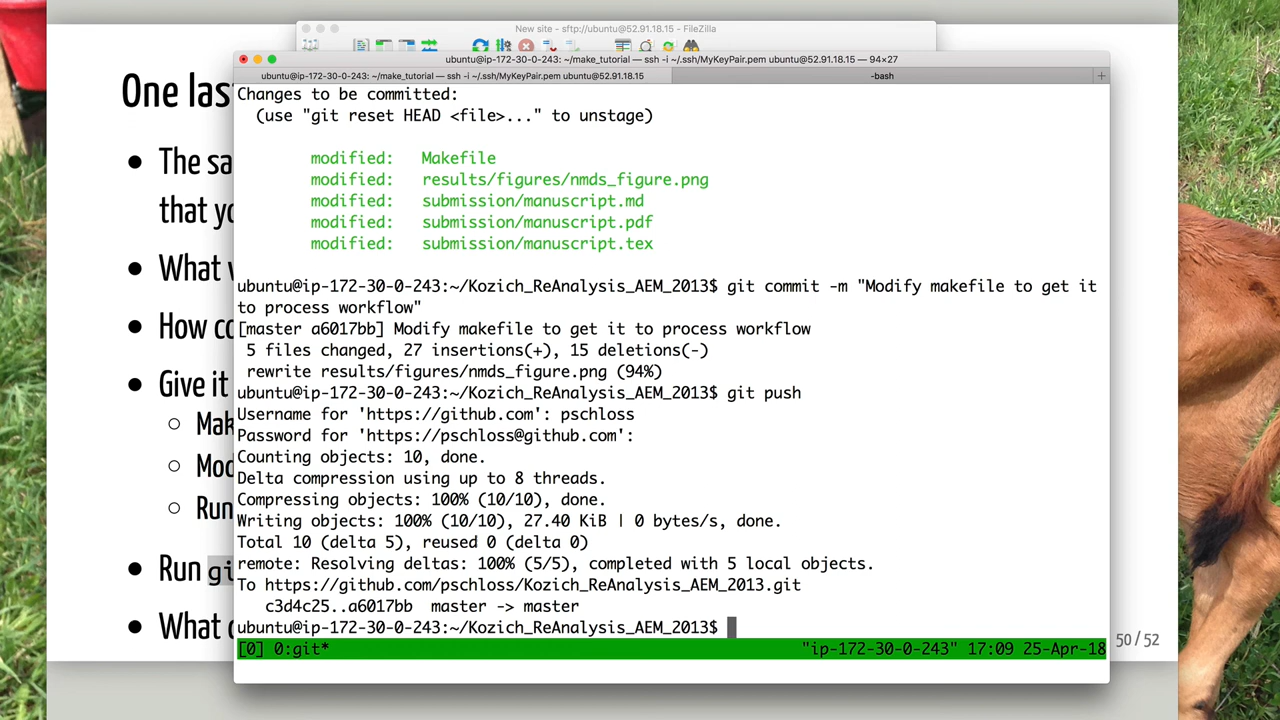 New site - sftp://ubuntu@52.91.18.15 - FileZilla
ubuntu@ip-172-30-0-243: ~/make_tutorial — ssh -i ~/.ssh/MyKeyPair.pem ubuntu@52.91.18.15 — 94×27
ubuntu@ip-172-30-0-243: ~/make_tutorial — ssh -i ~/.ssh/MyKeyPair.pem ubuntu@52.91.18.15
-bash
Changes to be committed:
(use "git reset HEAD <file>..." to unstage)
modified: Makefile
modified: results/figures/nmds_figure.png
modified: submission/manuscript.md
modified: submission/manuscript.pdf
modified: submission/manuscript.tex
ubuntu@ip-172-30-0-243:~/Kozich_ReAnalysis_AEM_2013$ git commit -m "Modify makefile to get it
to process workflow"
[master a6017bb] Modify makefile to get it to process workflow
5 files changed, 27 insertions(+), 15 deletions(-)
rewrite results/figures/nmds_figure.png (94%)
ubuntu@ip-172-30-0-243:~/Kozich_ReAnalysis_AEM_2013$ git push
Username for 'https://github.com': pschloss
Password for 'https://pschloss@github.com':
Counting objects: 10, done.
Delta compression using up to 8 threads.
Compressing objects: 100% (10/10), done.
Writing objects: 100% (10/10), 27.40 KiB | 0 bytes/s, done.
Total 10 (delta 5), reused 0 (delta 0)
remote: Resolving deltas: 100% (5/5), completed with 5 local objects.
To https://github.com/pschloss/Kozich_ReAnalysis_AEM_2013.git
c3d4c25..a6017bb master -> master
ubuntu@ip-172-30-0-243:~/Kozich_ReAnalysis_AEM_2013$
[0] 0:git* "ip-172-30-0-243" 17:09 25-Apr-18
One
• The
that
• What
• How
• Give it
○
○
○ Run
• Run
• What
50 / 52